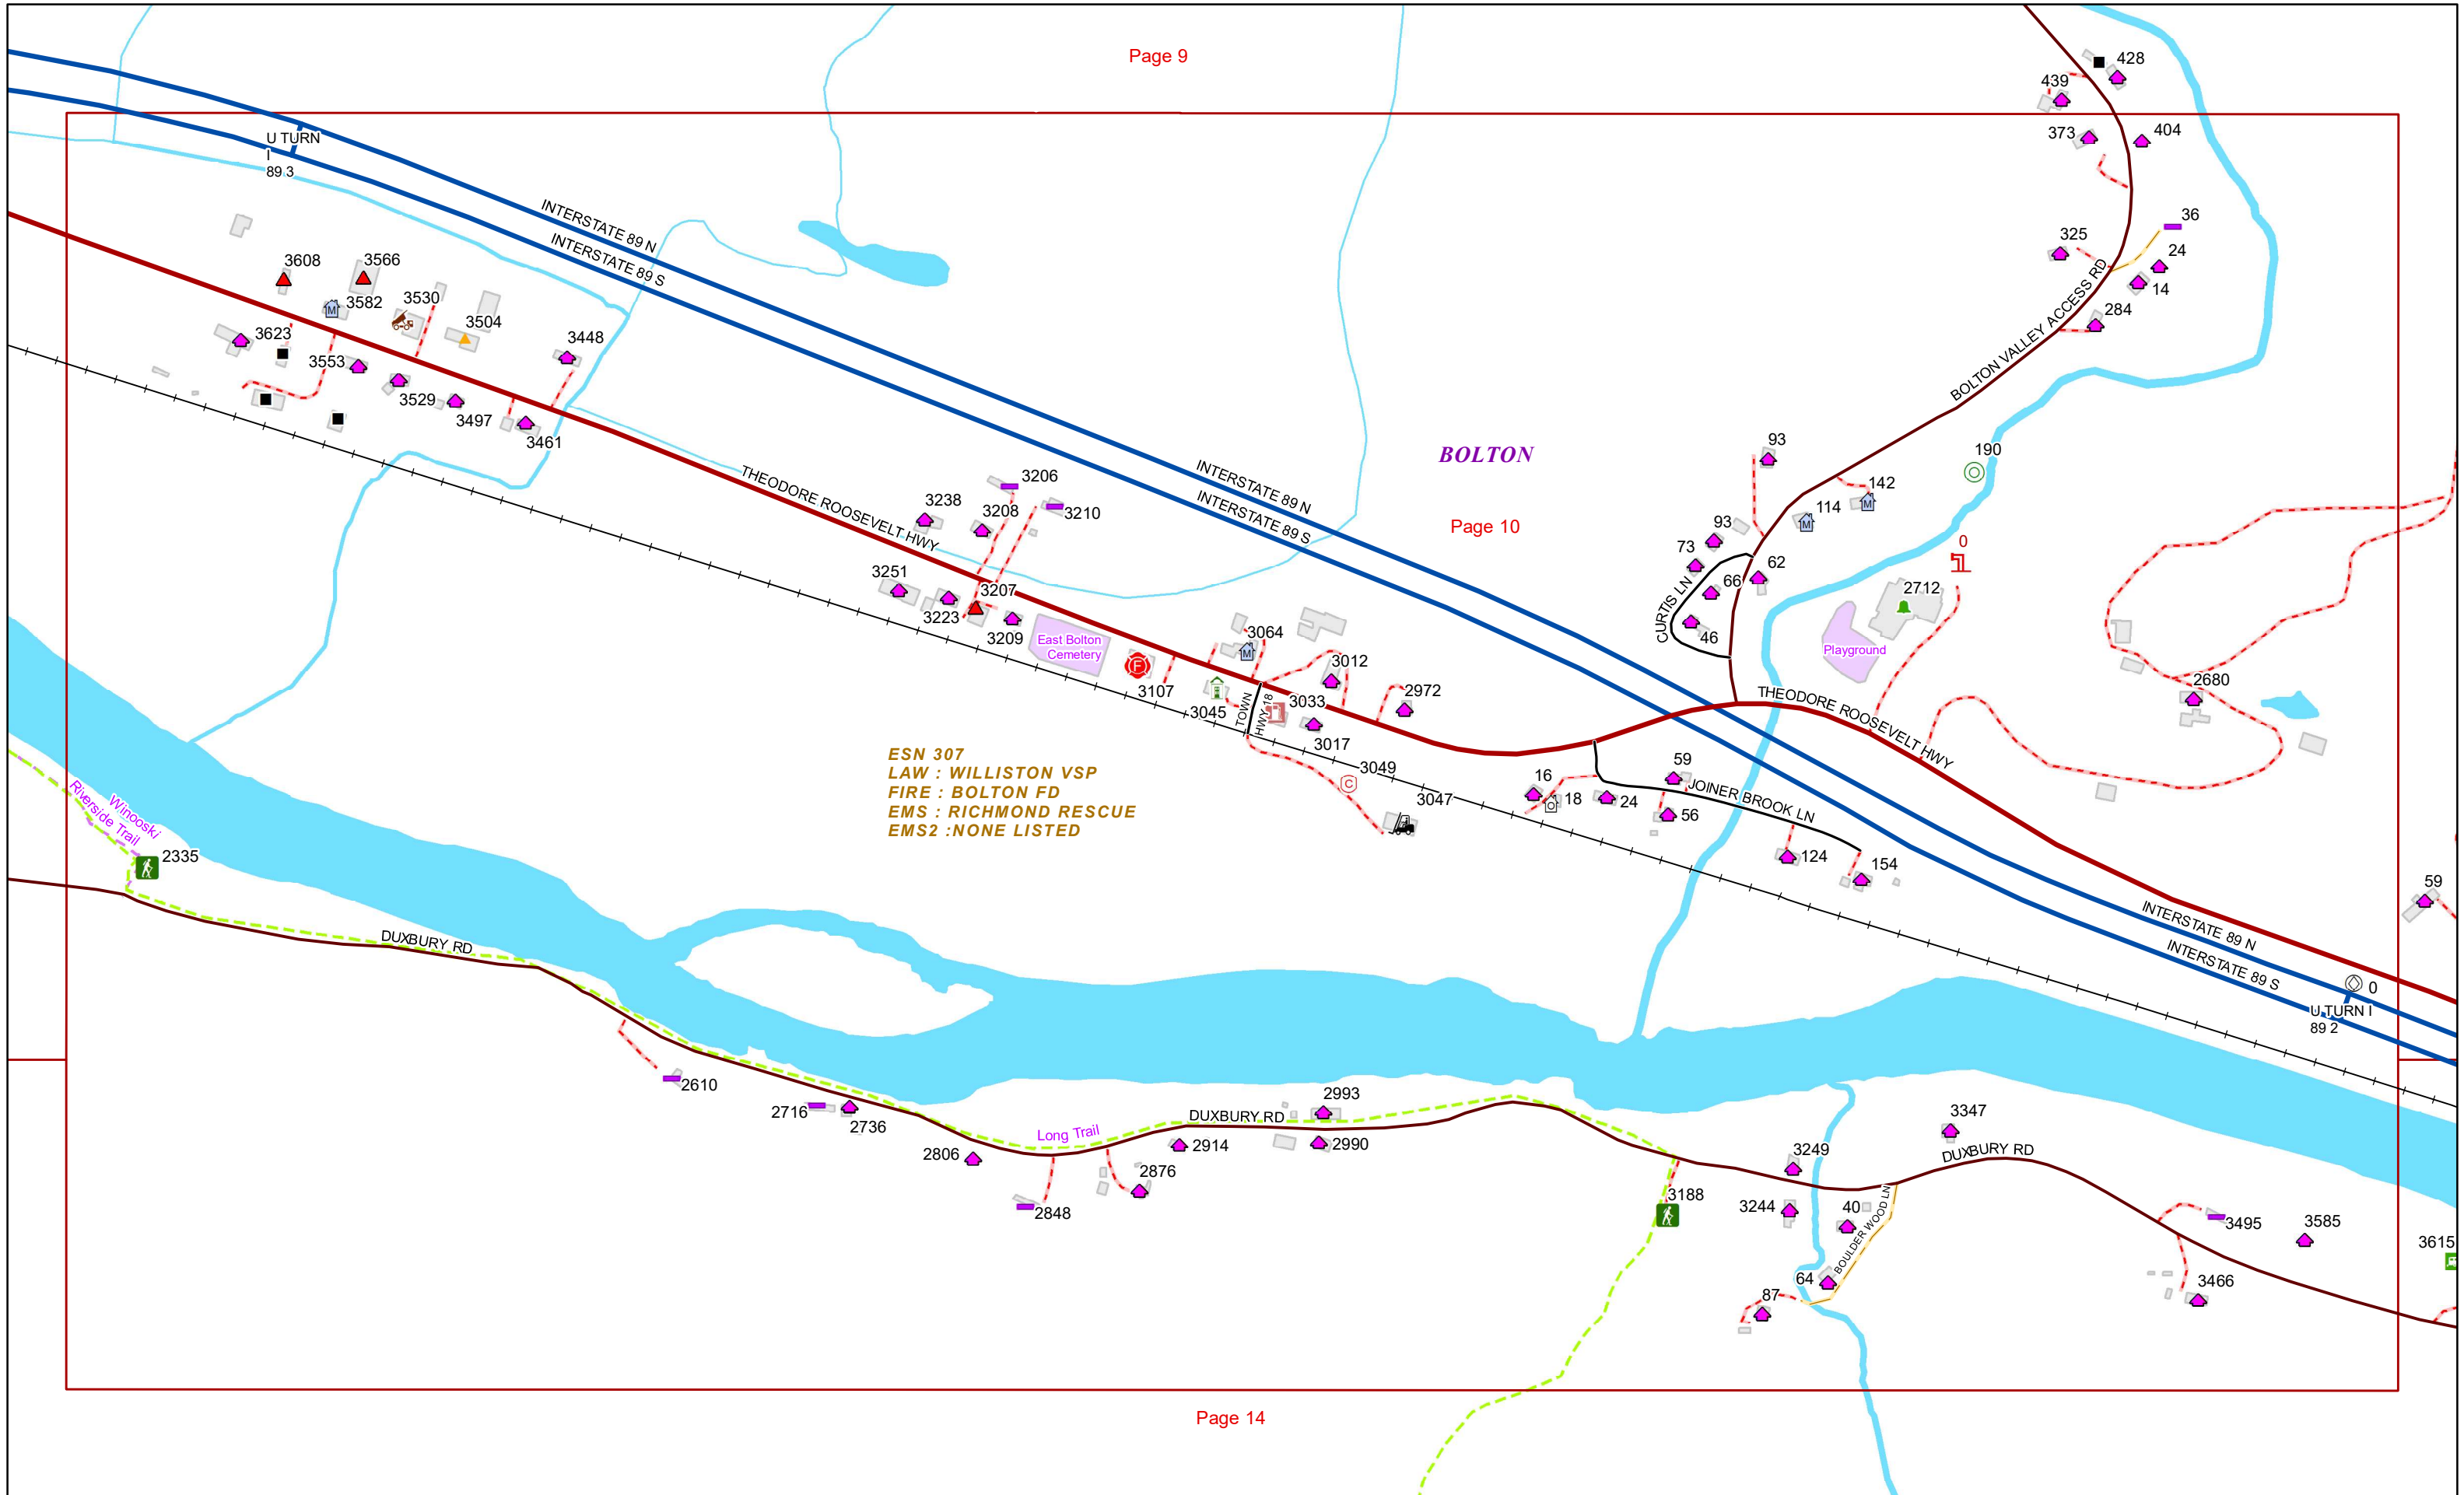 Page 9
428
439
373
404
U TURN
I
89 3
36
325
24
14
284
INTERSTATE 89 N
INTERSTATE 89 S
BOLTON VALLEY ACCESS RD
3608
3566
3582
M
3530
3504
3448
3623
3553
3529
3497
3461
BOLTON
Page 10
93
190
142
M
114
M
93
73
62
66
46
CURTIS LN
0
2712
Playground
2680
THEODORE ROOSEVELT HWY
INTERSTATE 89 N
INTERSTATE 89 S
3206
3238
3208
3210
3251
3207
3223
3209
East Bolton
Cemetery
F
3107
3064
M
3012
2972
3045
TOWN
HWY 18
3033
3017
3049
C
3047
THEODORE ROOSEVELT HWY
16
18
24
59
56
JOINER BROOK LN
124
154
59
ESN 307
LAW : WILLISTON VSP
FIRE : BOLTON FD
EMS : RICHMOND RESCUE
EMS2 :NONE LISTED
Winooski
Riverside Trail
2335
DUXBURY RD
INTERSTATE 89 N
INTERSTATE 89 S
0
U TURN I
89 2
2610
2716
2736
2806
Long Trail
2848
2876
2914
DUXBURY RD
2993
2990
3188
3249
3244
3347
DUXBURY RD
40
BOULDER WOOD LN
64
87
3495
3585
3466
3615
Page 14